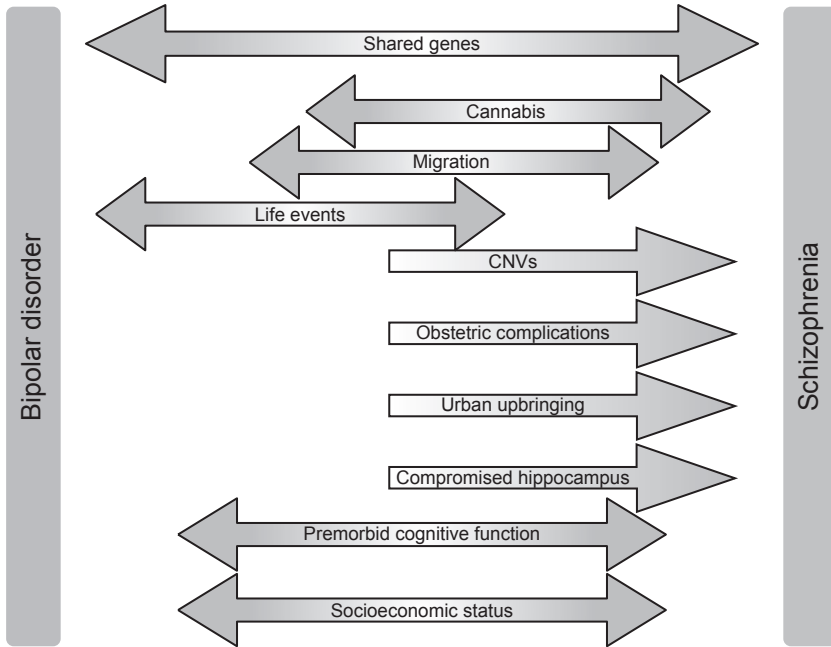 Bipolar disorder
Shared genes
Cannabis
Migration
Life events
CNVs
Obstetric complications
Urban upbringing
Compromised hippocampus
Premorbid cognitive function
Socioeconomic status
Schizophrenia